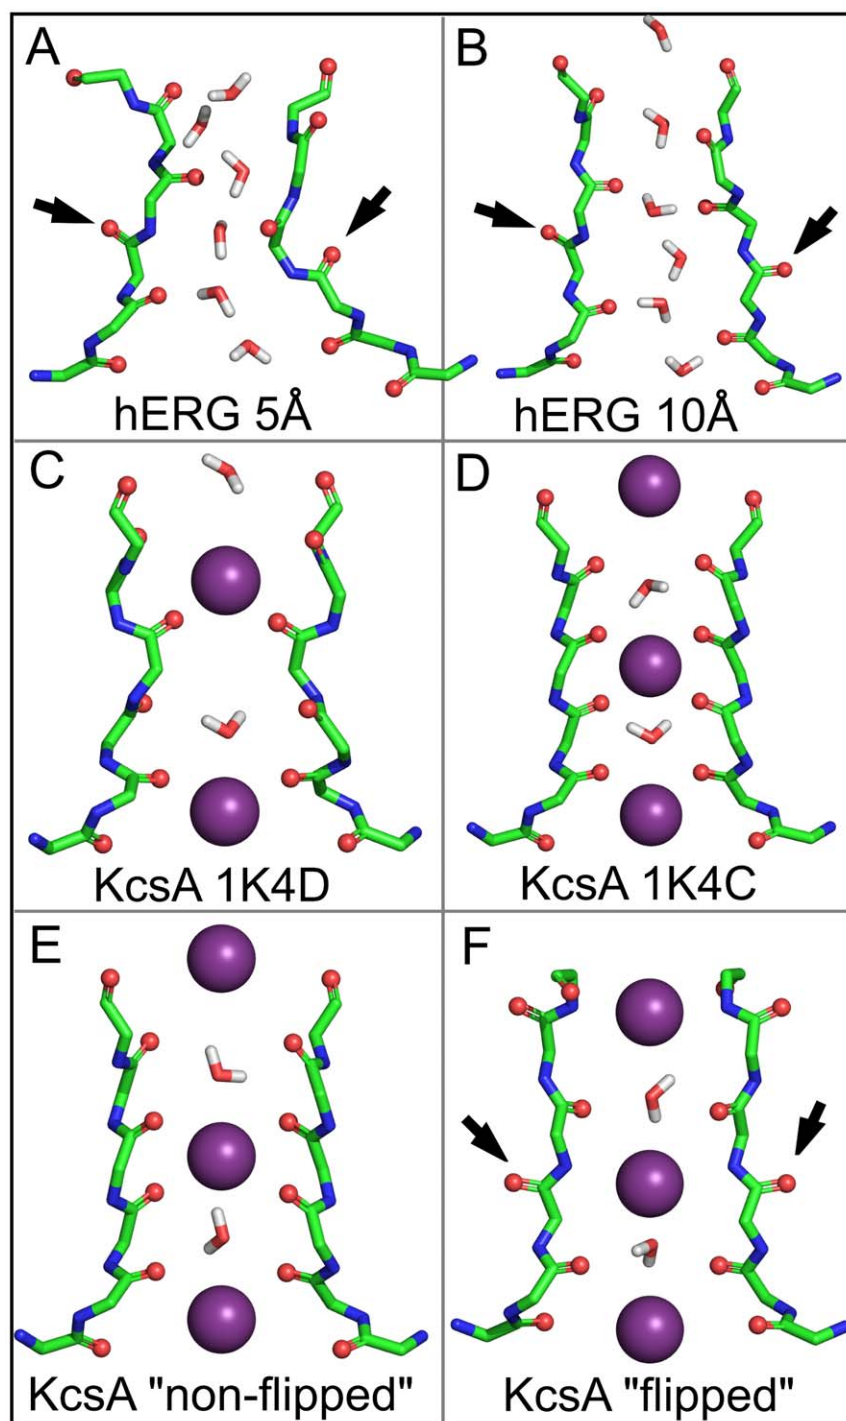 A
B
hERG 5Å
hERG 10Å
C
D
KcsA 1K4D
KcsA 1K4C
E
F
KcsA "non-flipped"
KcsA "flipped"